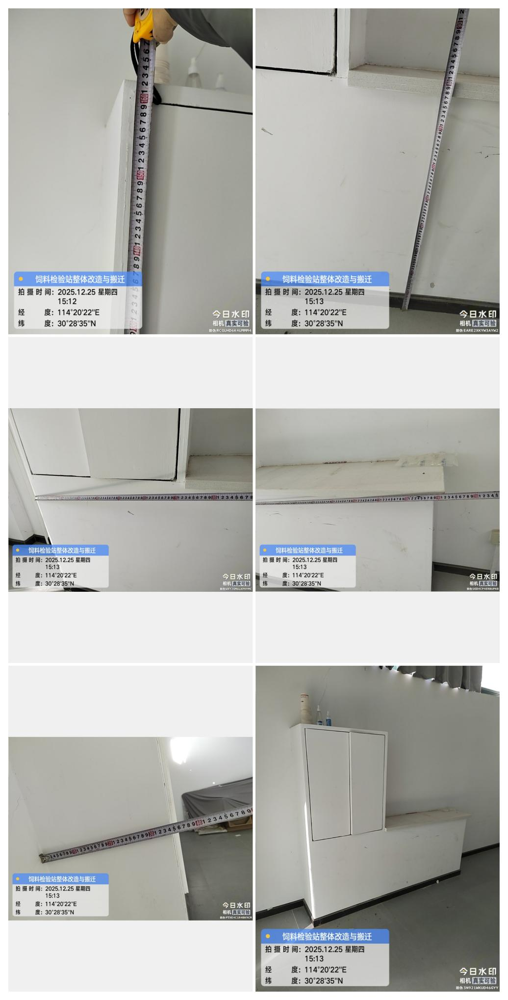 饲料检验站整体改造与搬迁
拍摄时间：2025.12.25 星期四
15:12
经度：114°20'22"E
纬度：30°28'35"N
今日水印
相机 真实可验
防伪 RCGUHD6K4UMMM4
饲料检验站整体改造与搬迁
拍摄时间：2025.12.25 星期四
15:13
经度：114°20'22"E
纬度：30°28'35"N
今日水印
相机 真实可验
防伪 EARE2XKYW3AYW2
饲料检验站整体改造与搬迁
拍摄时间：2025.12.25 星期四
15:13
经度：114°20'22"E
纬度：30°28'35"N
今日水印
相机 真实可验
防伪
饲料检验站整体改造与搬迁
拍摄时间：2025.12.25 星期四
15:13
经度：114°20'22"E
纬度：30°28'35"N
今日水印
相机 真实可验
防伪
饲料检验站整体改造与搬迁
拍摄时间：2025.12.25 星期四
15:13
经度：114°20'22"E
纬度：30°28'35"N
今日水印
相机 真实可验
防伪
饲料检验站整体改造与搬迁
拍摄时间：2025.12.25 星期四
15:13
经度：114°20'22"E
纬度：30°28'35"N
今日水印
相机 真实可验
防伪 3N921WKUD46GYY